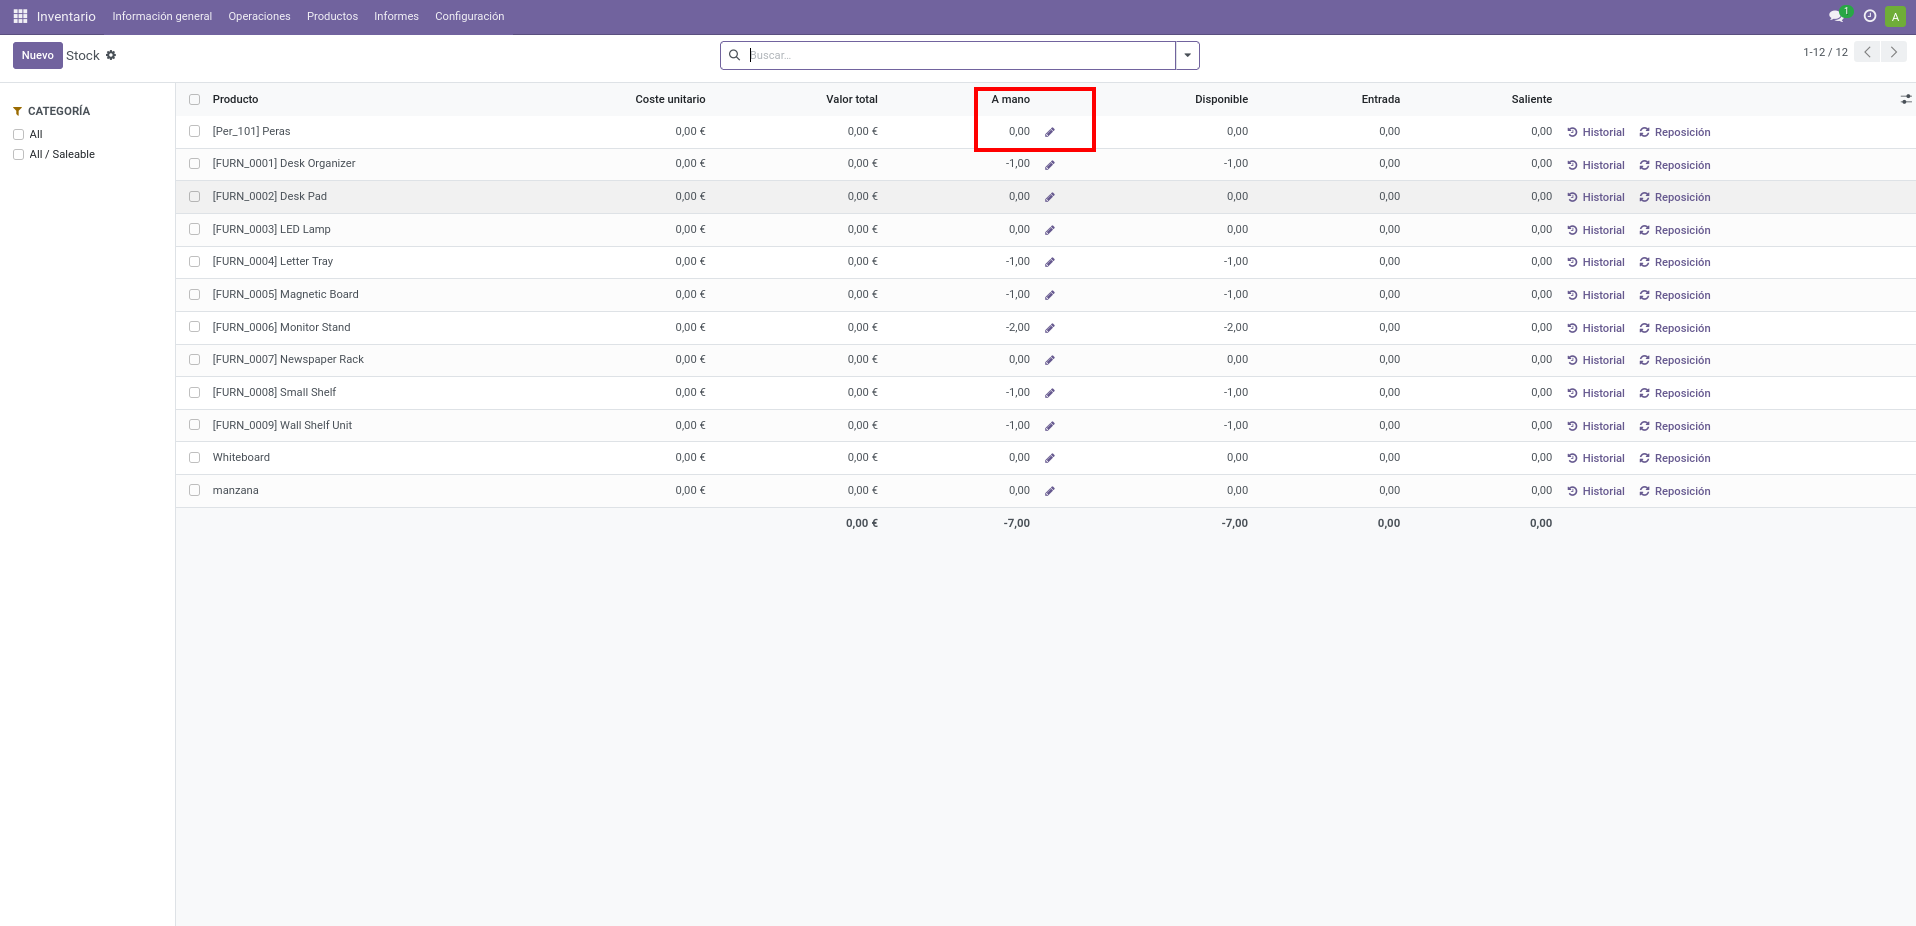 Inventario Información general Operaciones Productos Informes Configuración 1 A
Nuevo Stock Buscar... 1-12 / 12
CATEGORÍA
All
All / Saleable
Producto Coste unitario Valor total A mano Disponible Entrada Saliente
[Per_101] Peras 0,00 € 0,00 € 0,00 0,00 0,00 0,00 Historial Reposición
[FURN_0001] Desk Organizer 0,00 € 0,00 € -1,00 -1,00 0,00 0,00 Historial Reposición
[FURN_0002] Desk Pad 0,00 € 0,00 € 0,00 0,00 0,00 0,00 Historial Reposición
[FURN_0003] LED Lamp 0,00 € 0,00 € 0,00 0,00 0,00 0,00 Historial Reposición
[FURN_0004] Letter Tray 0,00 € 0,00 € -1,00 -1,00 0,00 0,00 Historial Reposición
[FURN_0005] Magnetic Board 0,00 € 0,00 € -1,00 -1,00 0,00 0,00 Historial Reposición
[FURN_0006] Monitor Stand 0,00 € 0,00 € -2,00 -2,00 0,00 0,00 Historial Reposición
[FURN_0007] Newspaper Rack 0,00 € 0,00 € 0,00 0,00 0,00 0,00 Historial Reposición
[FURN_0008] Small Shelf 0,00 € 0,00 € -1,00 -1,00 0,00 0,00 Historial Reposición
[FURN_0009] Wall Shelf Unit 0,00 € 0,00 € -1,00 -1,00 0,00 0,00 Historial Reposición
Whiteboard 0,00 € 0,00 € 0,00 0,00 0,00 0,00 Historial Reposición
manzana 0,00 € 0,00 € 0,00 0,00 0,00 0,00 Historial Reposición
0,00 € -7,00 -7,00 0,00 0,00